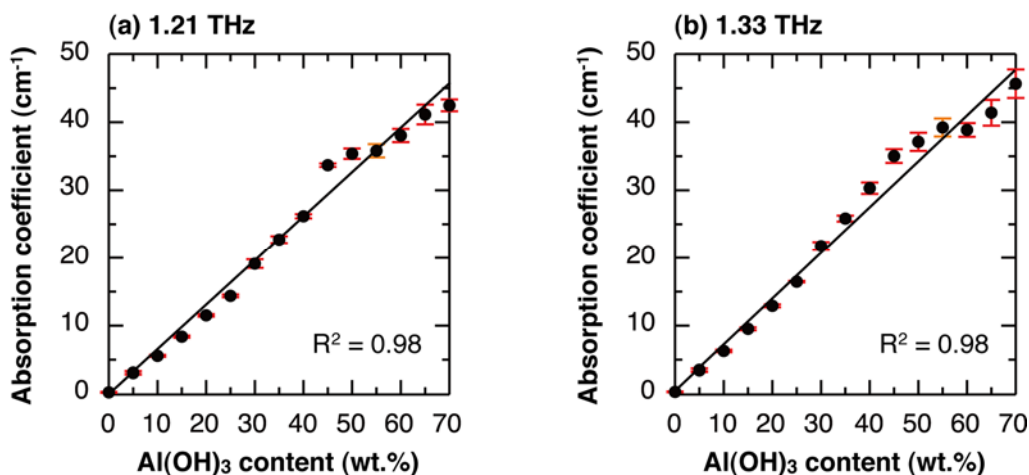 (a) 1.21 THz
Absorption coefficient (cm⁻¹)
50
40
30
20
10
0
R² = 0.98
0 10 20 30 40 50 60 70
Al(OH)₃ content (wt.%)
(b) 1.33 THz
Absorption coefficient (cm⁻¹)
50
40
30
20
10
0
R² = 0.98
0 10 20 30 40 50 60 70
Al(OH)₃ content (wt.%)